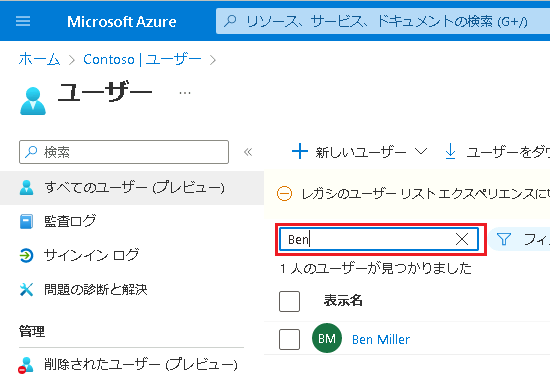 Microsoft Azure
リソース、サービス、ドキュメントの検索 (G+/)
ホーム > Contoso | ユーザー >
ユーザー ...
検索
«
新しいユーザー
ユーザーをダウ
すべてのユーザー (プレビュー)
レガシのユーザー リスト エクスペリエンスに
監査ログ
Ben
フィ
サインイン ログ
1 人のユーザーが見つかりました
問題の診断と解決
表示名
管理
BM Ben Miller
削除されたユーザー (プレビュー)